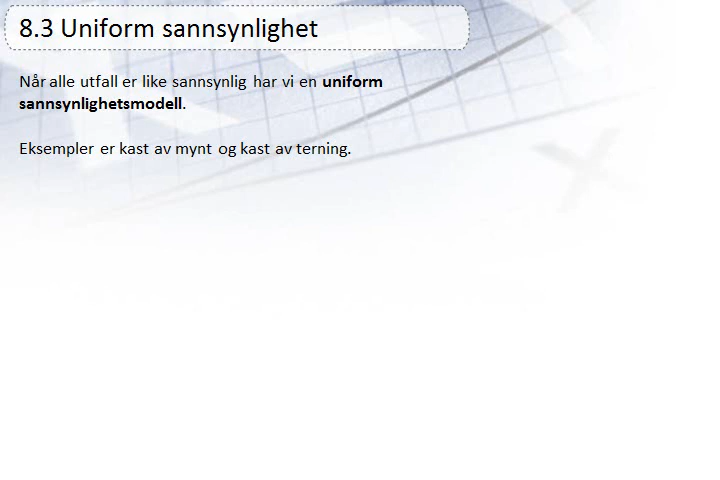 8.3 Uniform sannsynlighet
Når alle utfall er like sannsynlig har vi en uniform
sannsynlighetsmodell.
Eksempler er kast av mynt og kast av terning.